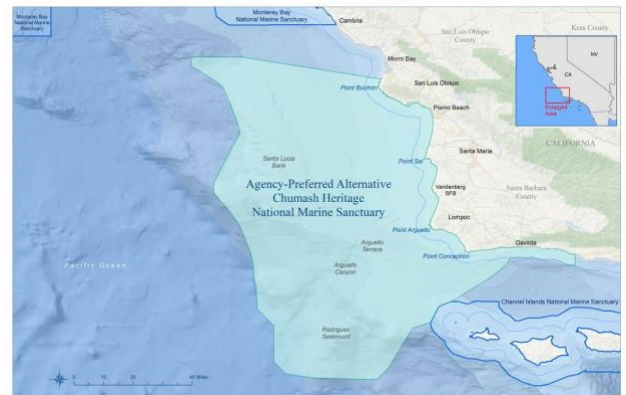 Monterey Bay
National Marine
Sanctuary
Monterey Bay
National Marine Sanctuary
Cambria
San Luis Obispo
County
Kern County
Morro Bay
San Luis Obispo
Point Buchon
Pismo Beach
NV
CA
Enlarged
Area
CALIFORNIA
Santa Lucia
Bank
Point Sal
Santa Maria
Agency-Preferred Alternative
Chumash Heritage
National Marine Sanctuary
Vandenberg
SFB
Santa Barbara
County
Lompoc
Point Arguello
Arguello
Terrace
Gaviota
Point Conception
Pacific Ocean
Arguello
Canyon
Channel Islands National Marine Sanctuary
Rodriguez
Seamount
0 10 20 40 Miles